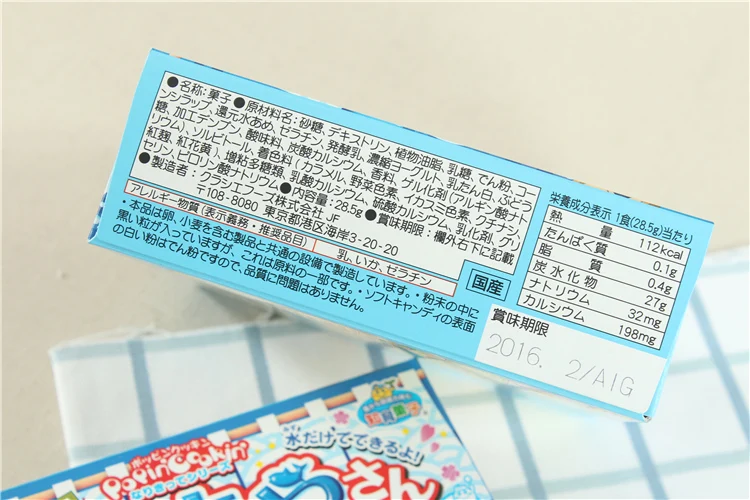 ●名称:菓子●原材料名:砂糖、デキストリン、植物油脂、乳糖、でん粉、コー
ンシラップ、還元水あめ、ゼラチン、発酵乳、濃縮ヨーグルト、乳たん白、ぶどう
糖、加工デンプン、酸味料、炭酸カルシウム、香料、ゲル化剤(アルギン酸ナト
リウム)、ソルビトール、着色料(カラメル、野菜色素、イカスミ色素、クチナシ、
紅麹、紅花黄)、増粘多糖類、乳酸カルシウム、硫酸カルシウム、乳化剤、グリ
セリン、ピロリン酸ナトリウム●内容量:28.5g●賞味期限:欄外右下に記載
●製造者:クラシエフーズ株式会社 JF
〒108-8080 東京都港区海岸3-20-20
アレルギー物質(表示義務・推奨品目) 乳、いか、ゼラチン
・本品は卵、小麦を含む製品と共通の設備で製造しています。・粉末の中に
黒い粒が入っていますが、これは原料の一部です。・ソフトキャンディの表面
の白い粉はでん粉ですので、品質に問題はありません。
国産
栄養成分表示 1食(28.5g)当たり
熱量 112kcal
たんぱく質 0.1g
脂質 0.4g
炭水化物 27g
ナトリウム 32mg
カルシウム 198mg
賞味期限
2016. 2/A1G
知育菓子
水だけでできるよ!
ポッピンクッキン
Popin'Cookin'
なりきってシリーズ
さん